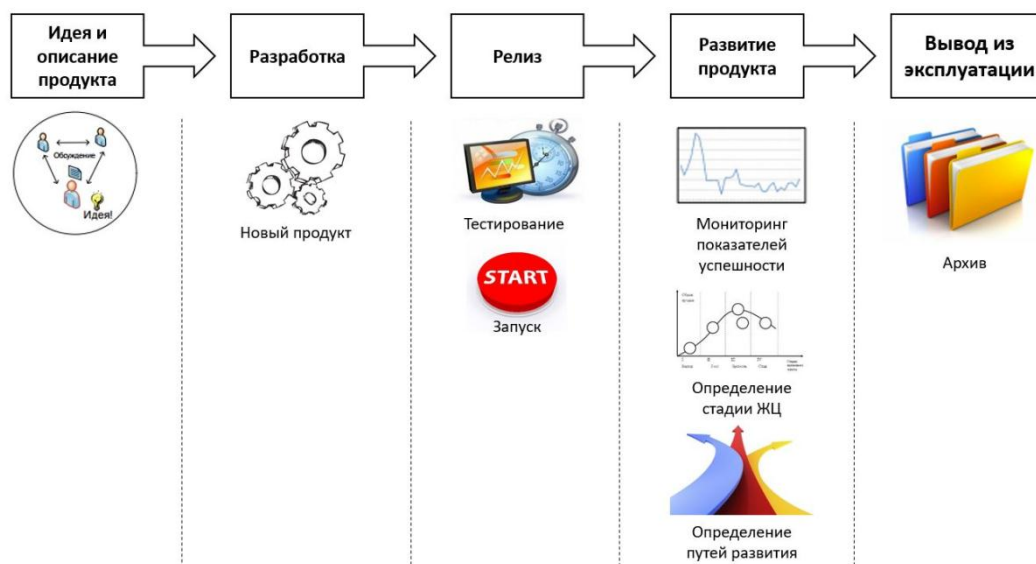 Идея и
описание
продукта
Разработка
Релиз
Развитие
продукта
Вывод из
эксплуатации
Обсуждение
Идея!
Новый продукт
Тестирование
START
Запуск
Мониторинг
показателей
успешности
Определение
стадии ЖЦ
Определение
путей развития
Архив